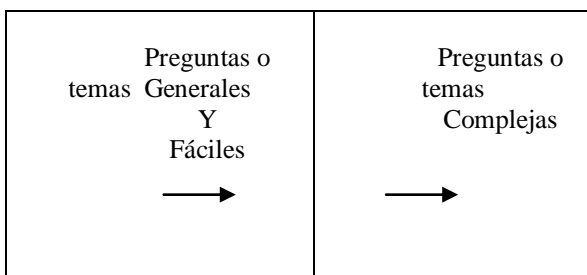 Preguntas o
temas Generales
Y
Fáciles
Preguntas o
temas
Complejas